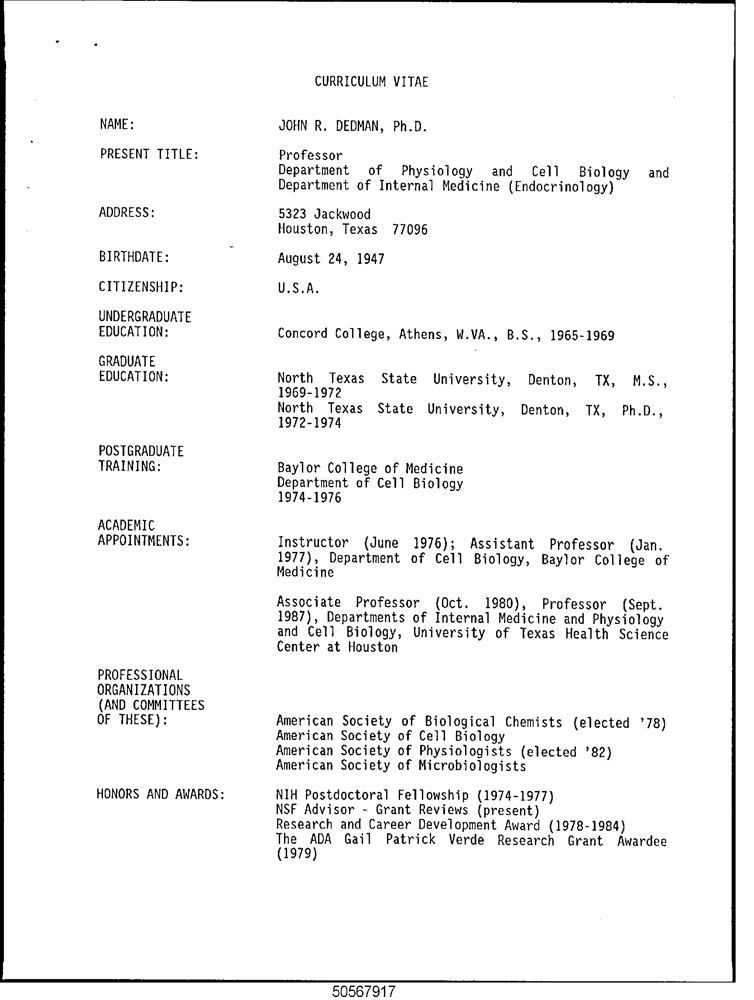 CURRICULUM VITAE
NAME: JOHN R. DEDMAN, Ph.D.
PRESENT TITLE: Professor
Department of Physiology and Cell Biology and
Department of Internal Medicine (Endocrinology)
ADDRESS: 5323 Jackwood
Houston, Texas 77096
BIRTHDATE: August 24, 1947
CITIZENSHIP: U.S.A.
UNDERGRADUATE
EDUCATION: Concord College, Athens, W.VA., B.S., 1965-1969
GRADUATE
EDUCATION: North Texas State University, Denton, TX, M.S.,
1969-1972
North Texas State University, Denton, TX, Ph.D.,
1972-1974
POSTGRADUATE
TRAINING: Baylor College of Medicine
Department of Cell Biology
1974-1976
ACADEMIC
APPOINTMENTS: Instructor (June 1976); Assistant Professor (Jan.
1977), Department of Cell Biology, Baylor College of
Medicine
Associate Professor (Oct. 1980), Professor (Sept.
1987), Departments of Internal Medicine and Physiology
and Cell Biology, University of Texas Health Science
Center at Houston
PROFESSIONAL
ORGANIZATIONS
(AND COMMITTEES
OF THESE): American Society of Biological Chemists (elected '78)
American Society of Cell Biology
American Society of Physiologists (elected '82)
American Society of Microbiologists
HONORS AND AWARDS: NIH Postdoctoral Fellowship (1974-1977)
NSF Advisor - Grant Reviews (present)
Research and Career Development Award (1978-1984)
The ADA Gail Patrick Verde Research Grant Awardee
(1979)
50567917